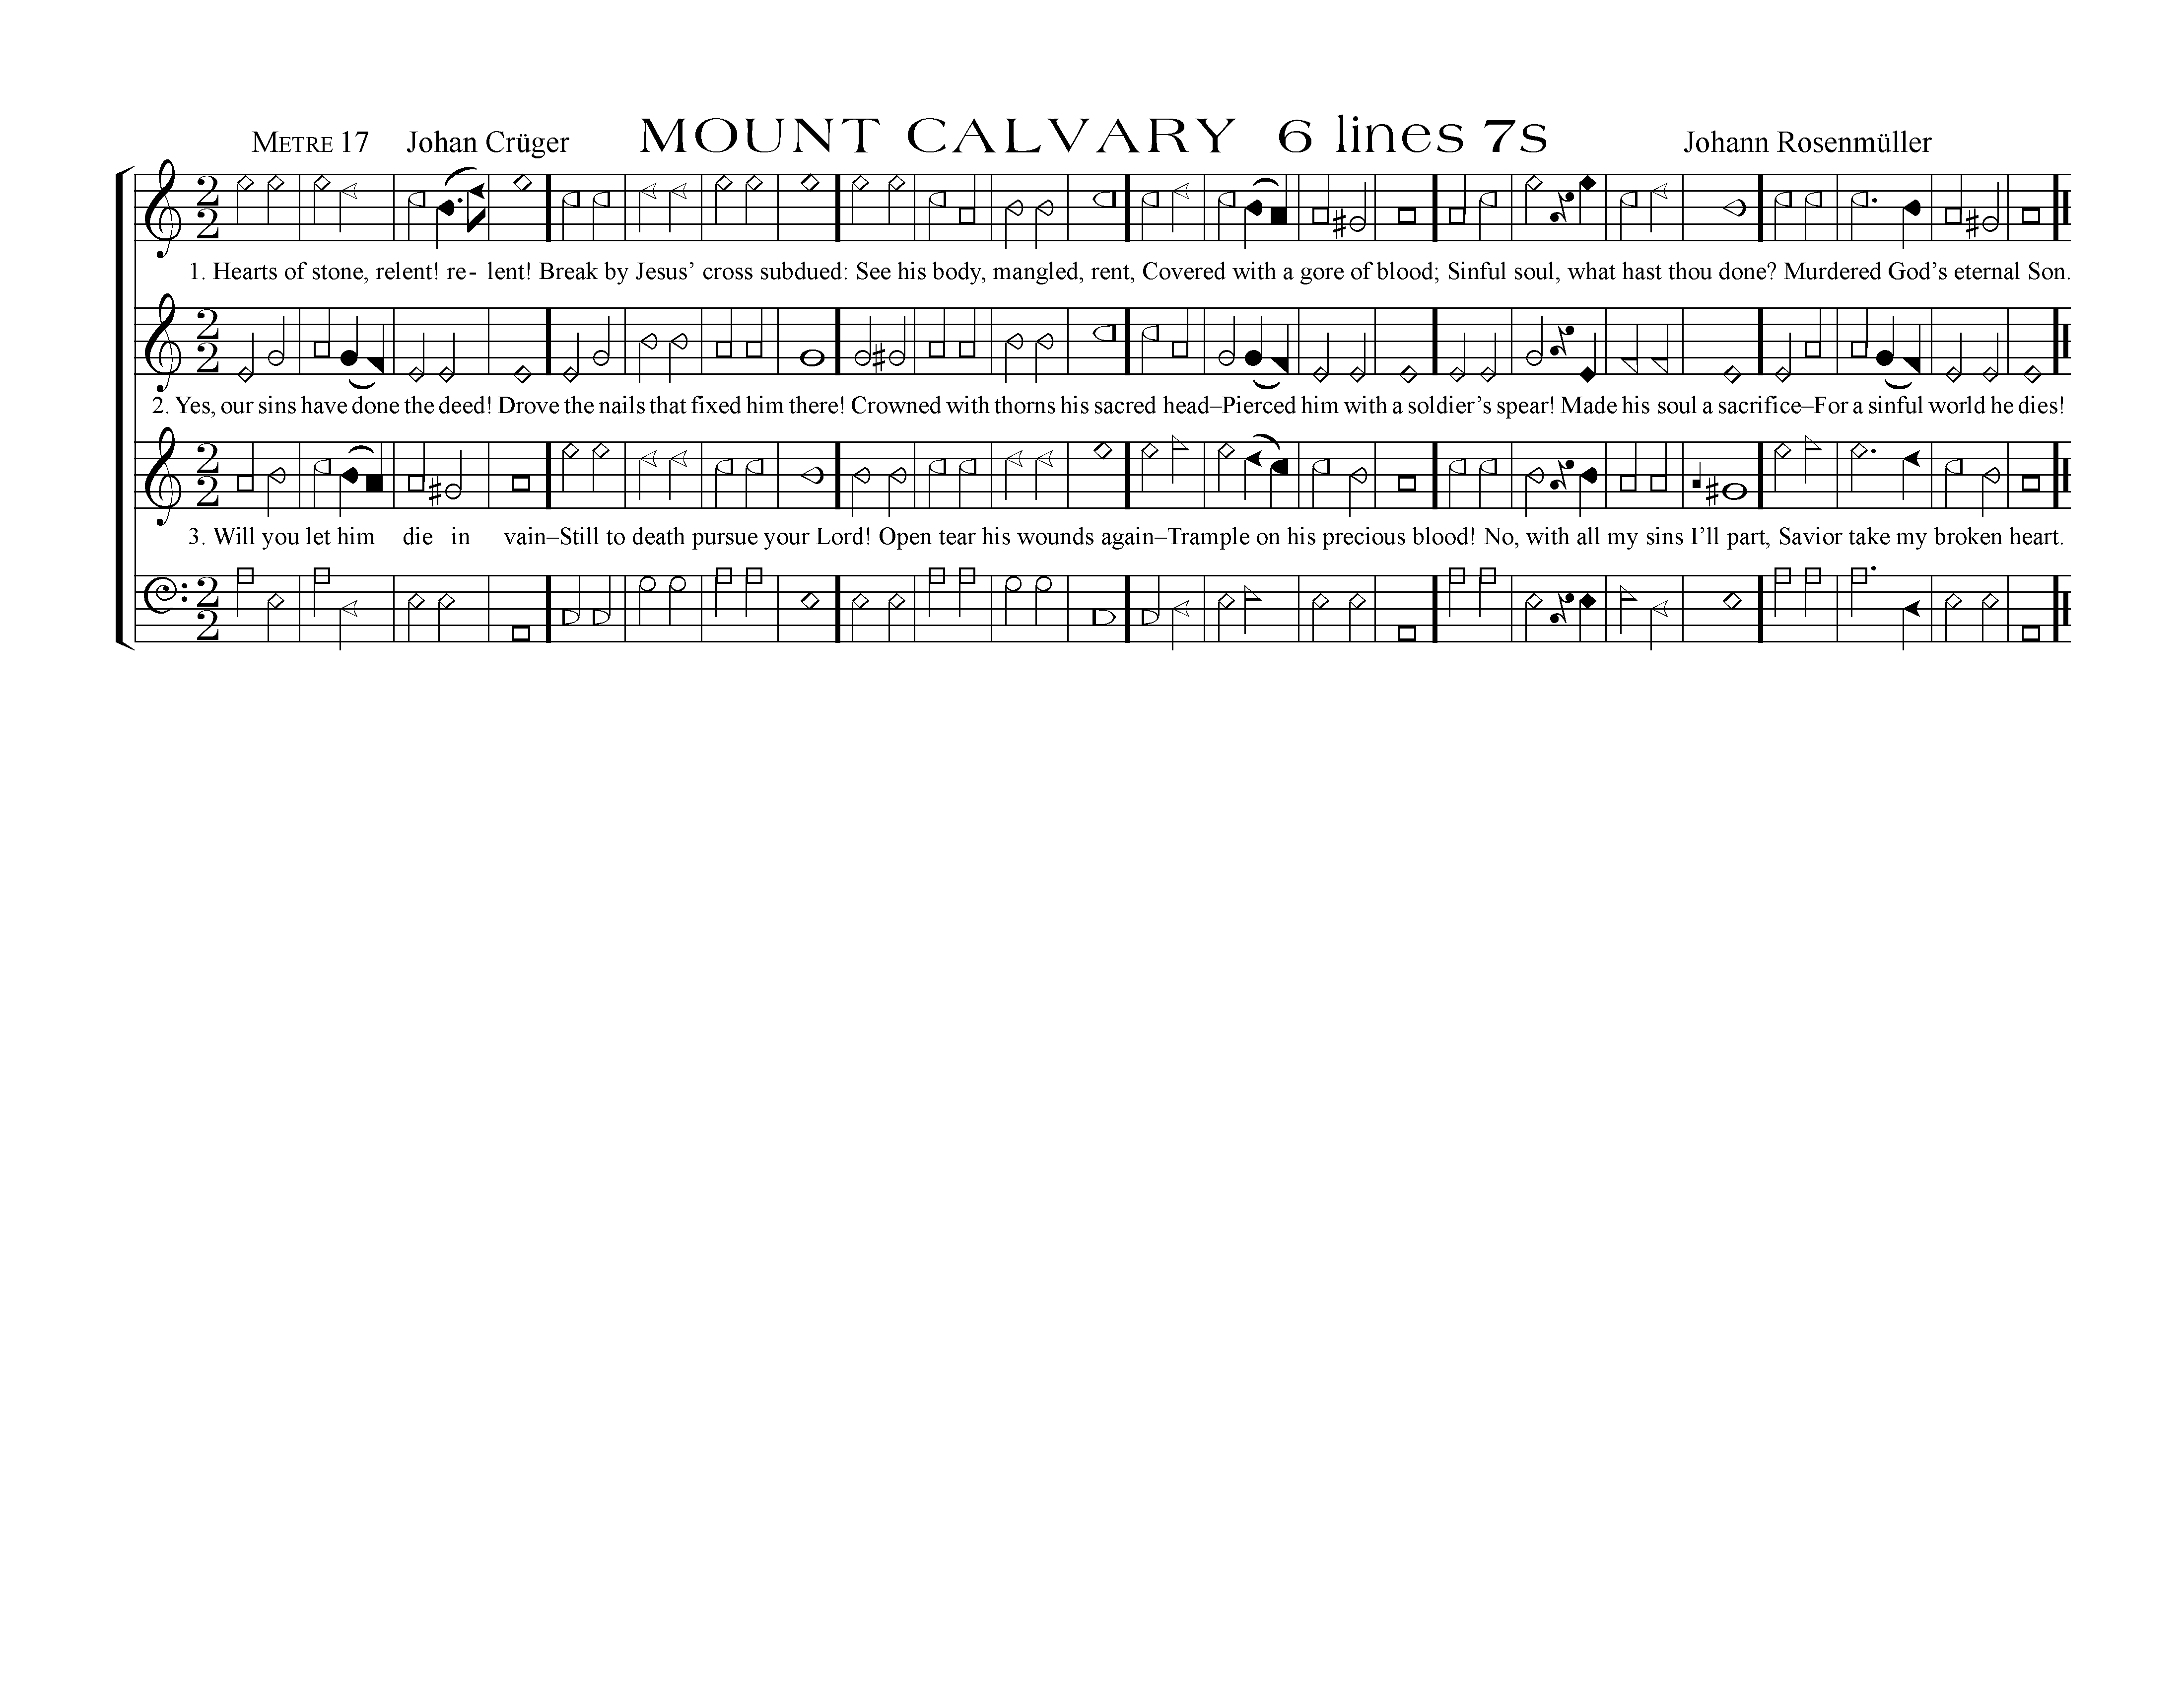 METRE 17 Johan Crüger MOUNT CALVARY 6 lines 7s Johann Rosenmüller
1. Hearts of stone, relent! re- lent! Break by Jesus’ cross subdued: See his body, mangled, rent, Covered with a gore of blood; Sinful soul, what hast thou done? Murdered God’s eternal Son.
2. Yes, our sins have done the deed! Drove the nails that fixed him there! Crowned with thorns his sacred head–Pierced him with a soldier’s spear! Made his soul a sacrifice–For a sinful world he dies!
3. Will you let him die in vain–Still to death pursue your Lord! Open tear his wounds again–Trample on his precious blood! No, with all my sins I’ll part, Savior take my broken heart.